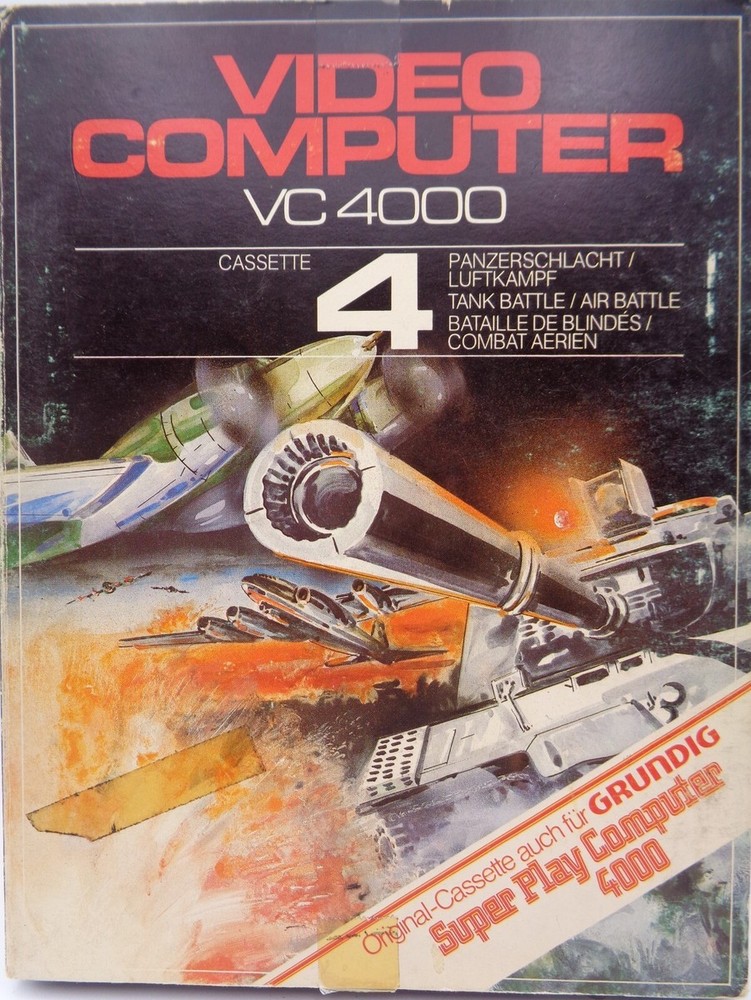 VIDEO
COMPUTER
VC 4000
CASSETTE
4
PANZERSCHLACHT /
LUFTKAMPF
TANK BATTLE / AIR BATTLE
BATAILLE DE BLINDÉS /
COMBAT AERIEN
Original-Cassette auch für GRUNDIG
Super Play Computer
4000